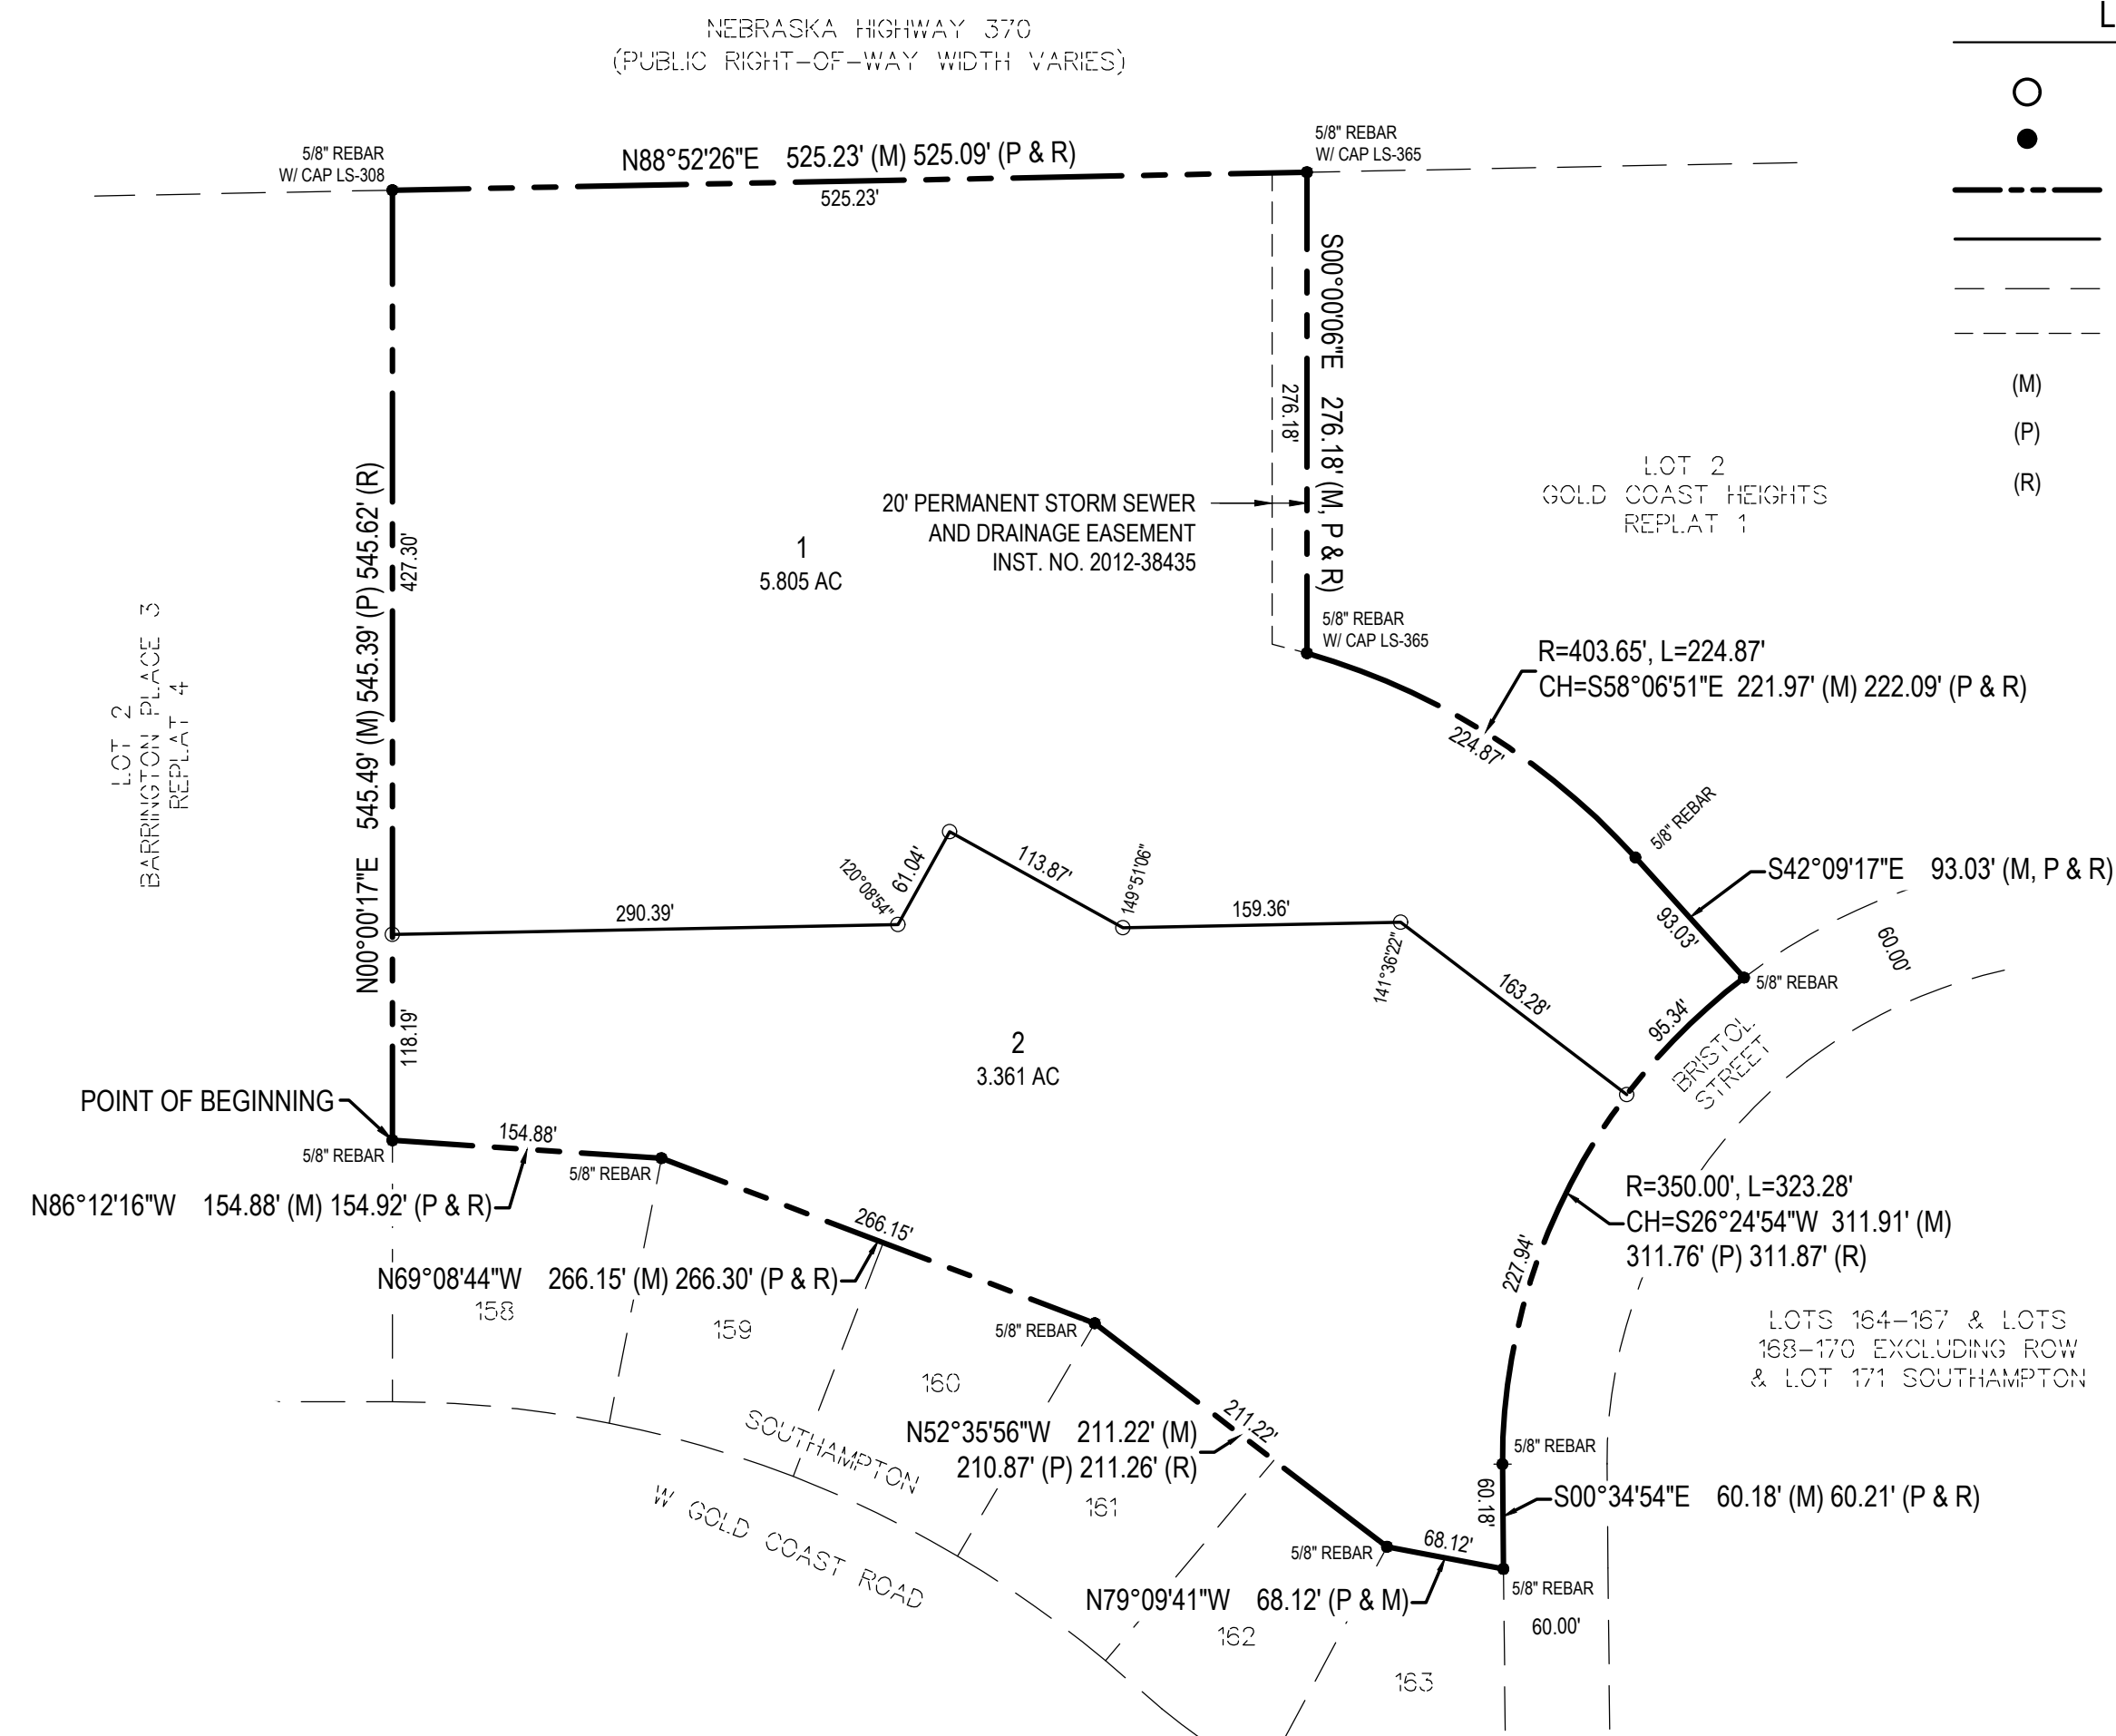 NEBRASKA HIGHWAY 370
(PUBLIC RIGHT-OF-WAY WIDTH VARIES)
L
5/8" REBAR
W/ CAP LS-308
N88°52'26"E 525.23' (M) 525.09' (P & R)
525.23'
5/8" REBAR
W/ CAP LS-365
S00°00'06"E 276.18' (M, P & R)
276.18'
(M)
(P)
(R)
LOT 2
GOLD COAST HEIGHTS
REPLAT 1
20' PERMANENT STORM SEWER
AND DRAINAGE EASEMENT
INST. NO. 2012-38435
1
5.805 AC
N00°00'17"E 545.49' (M) 545.39' (P) 545.62' (R)
427.30'
LOT 2
BARRINGTON PLACE 3
REPLAT 4
5/8" REBAR
W/ CAP LS-365
R=403.65', L=224.87'
CH=S58°06'51"E 221.97' (M) 222.09' (P & R)
224.87'
5/8" REBAR
S42°09'17"E 93.03' (M, P & R)
93.03'
60.00'
5/8" REBAR
290.39'
120°08'54"
61.04'
113.87'
149°51'06"
159.36'
141°36'22"
163.28'
95.34'
BRISTOL
STREET
118.19'
2
3.361 AC
POINT OF BEGINNING
5/8" REBAR
154.88'
5/8" REBAR
N86°12'16"W 154.88' (M) 154.92' (P & R)
266.15'
N69°08'44"W 266.15' (M) 266.30' (P & R)
R=350.00', L=323.28'
CH=S26°24'54"W 311.91' (M)
311.76' (P) 311.87' (R)
227.94'
158
159
5/8" REBAR
160
LOTS 164-167 & LOTS
168-170 EXCLUDING ROW
& LOT 171 SOUTHAMPTON
SOUTHAMPTON
W GOLD COAST ROAD
N52°35'56"W 211.22' (M)
210.87' (P) 211.26' (R)
211.22'
161
5/8" REBAR
60.18'
S00°34'54"E 60.18' (M) 60.21' (P & R)
5/8" REBAR
68.12'
5/8" REBAR
N79°09'41"W 68.12' (P & M)
60.00'
162
163